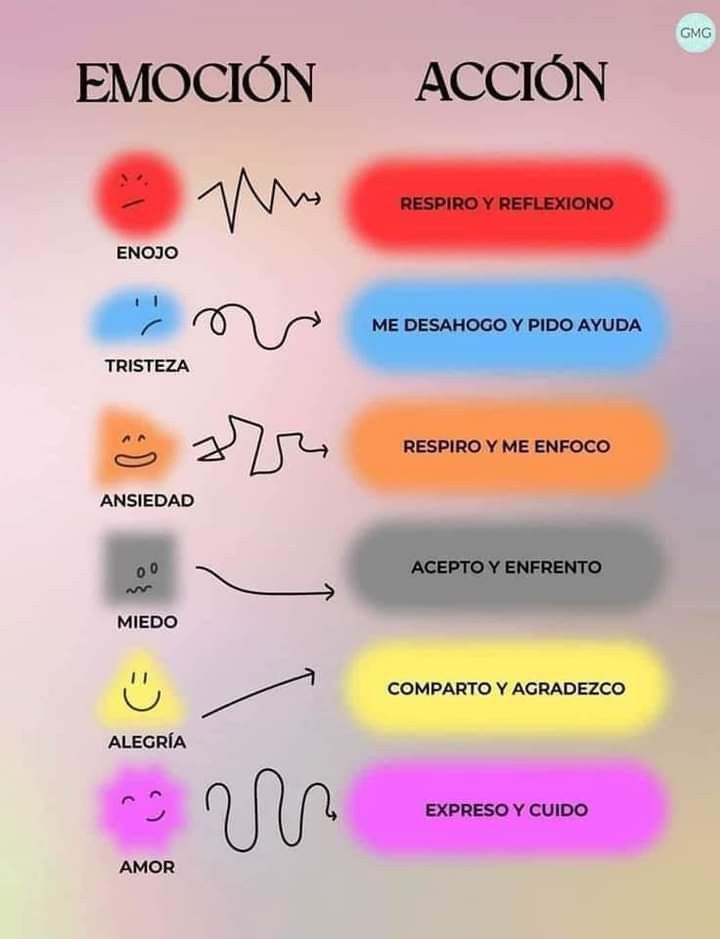 GMG
EMOCIÓN
ACCIÓN
ENOJO
RESPIRO Y REFLEXIONO
TRISTEZA
ME DESAHOGO Y PIDO AYUDA
ANSIEDAD
RESPIRO Y ME ENFOCO
MIEDO
ACEPTO Y ENFRENTO
ALEGRÍA
COMPARTO Y AGRADEZCO
AMOR
EXPRESO Y CUIDO